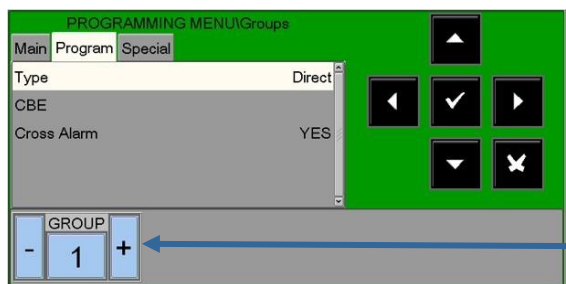 PROGRAMMING MENU\Groups
Main Program Special
Type Direct
CBE
Cross Alarm YES
GROUP
- 1 +